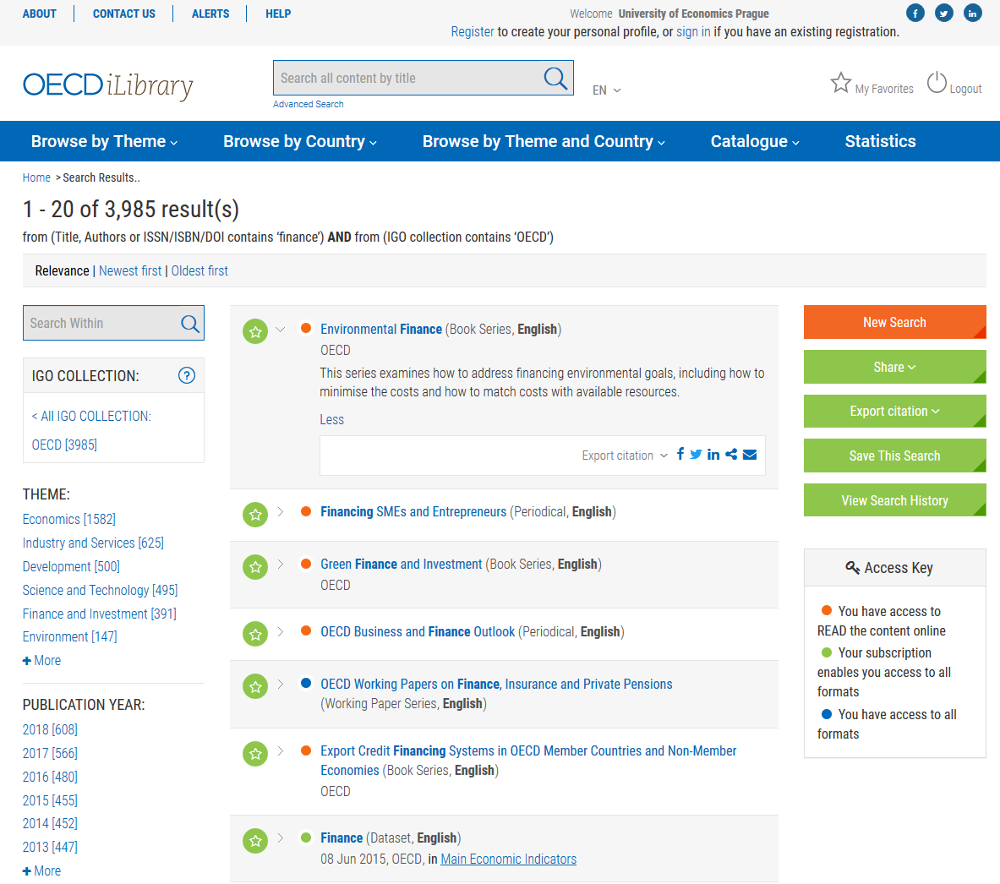 ABOUT CONTACT US ALERTS HELP
Welcome University of Economics Prague
Register to create your personal profile, or sign in if you have an existing registration.
OECD iLibrary
Search all content by title
Advanced Search
EN
My Favorites
Logout
Browse by Theme Browse by Country Browse by Theme and Country Catalogue Statistics
Home > Search Results..
1 - 20 of 3,985 result(s)
from (Title, Authors or ISSN/ISBN/DOI contains ‘finance’) AND from (IGO collection contains ‘OECD’)
Relevance | Newest first | Oldest first
Search Within
IGO COLLECTION: ?
< All IGO COLLECTION:
OECD [3985]
THEME:
Economics [1582]
Industry and Services [625]
Development [500]
Science and Technology [495]
Finance and Investment [391]
Environment [147]
+ More
PUBLICATION YEAR:
2018 [608]
2017 [566]
2016 [480]
2015 [455]
2014 [452]
2013 [447]
+ More
Environmental Finance (Book Series, English)
OECD
This series examines how to address financing environmental goals, including how to
minimise the costs and how to match costs with available resources.
Less
Export citation
Financing SMEs and Entrepreneurs (Periodical, English)
Green Finance and Investment (Book Series, English)
OECD
OECD Business and Finance Outlook (Periodical, English)
OECD Working Papers on Finance, Insurance and Private Pensions
(Working Paper Series, English)
Export Credit Financing Systems in OECD Member Countries and Non-Member
Economies (Book Series, English)
OECD
Finance (Dataset, English)
08 Jun 2015, OECD, in Main Economic Indicators
New Search
Share
Export citation
Save This Search
View Search History
Access Key
You have access to
READ the content online
Your subscription
enables you access to all
formats
You have access to all
formats